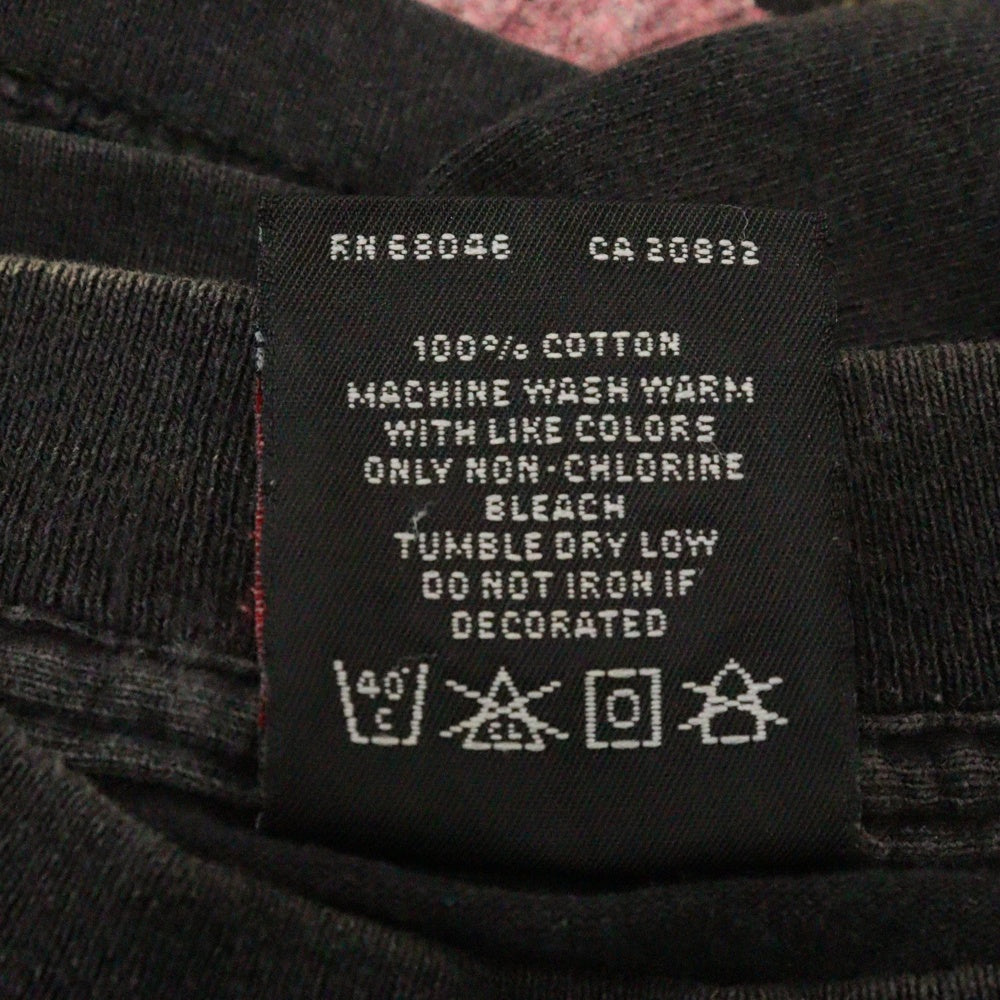 RN 68046 CA 20832
100% COTTON
MACHINE WASH WARM
WITH LIKE COLORS
ONLY NON-CHLORINE
BLEACH
TUMBLE DRY LOW
DO NOT IRON IF
DECORATED
40°
C
CL